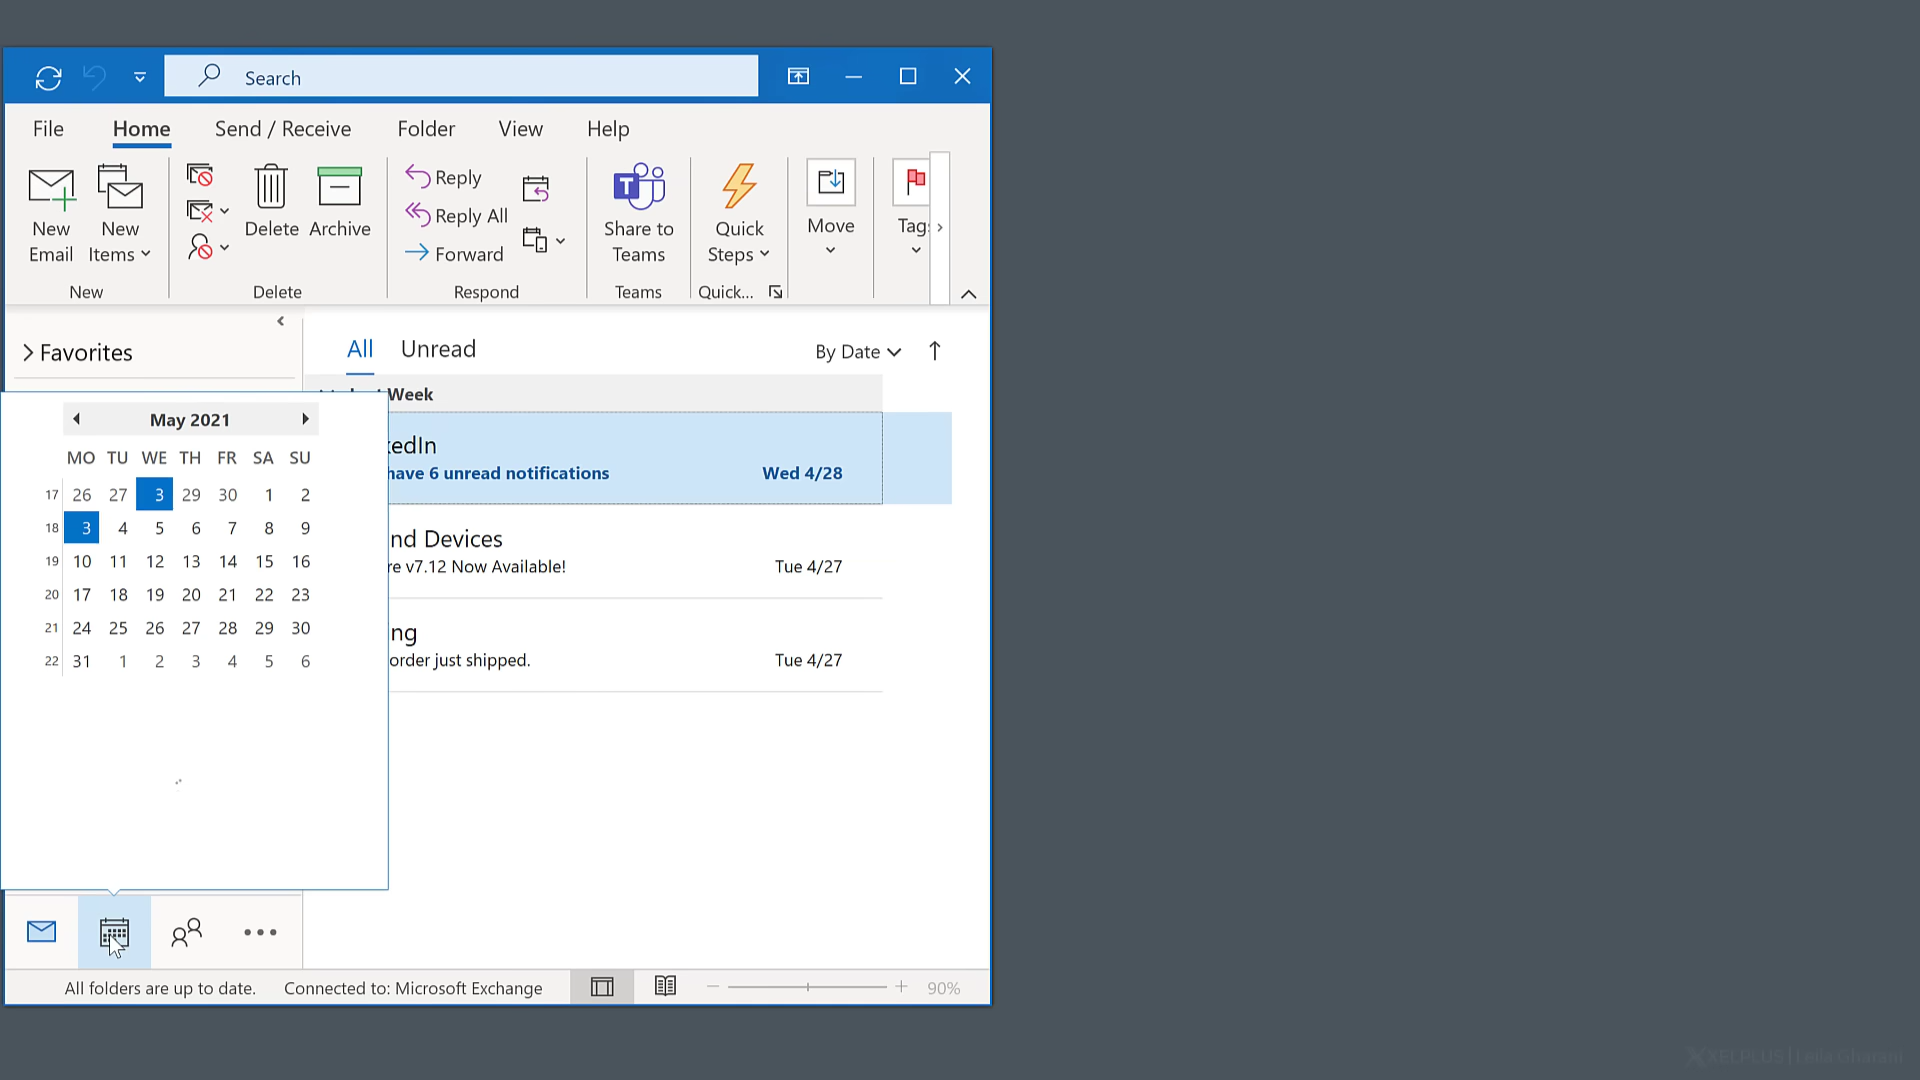 Search
File Home Send / Receive Folder View Help
New Email
New Items
Delete
Archive
Reply
Reply All
Forward
Share to Teams
Quick Steps
Move
Tag
New Delete Respond Teams Quick...
Favorites
All Unread By Date
Week
May 2021
MO TU WE TH FR SA SU
17 26 27 3 29 30 1 2
18 3 4 5 6 7 8 9
19 10 11 12 13 14 15 16
20 17 18 19 20 21 22 23
21 24 25 26 27 28 29 30
22 31 1 2 3 4 5 6
kedIn
have 6 unread notifications Wed 4/28
nd Devices
re v7.12 Now Available! Tue 4/27
ng
order just shipped. Tue 4/27
All folders are up to date. Connected to: Microsoft Exchange 90%
XELPLUS | Leila Gharani